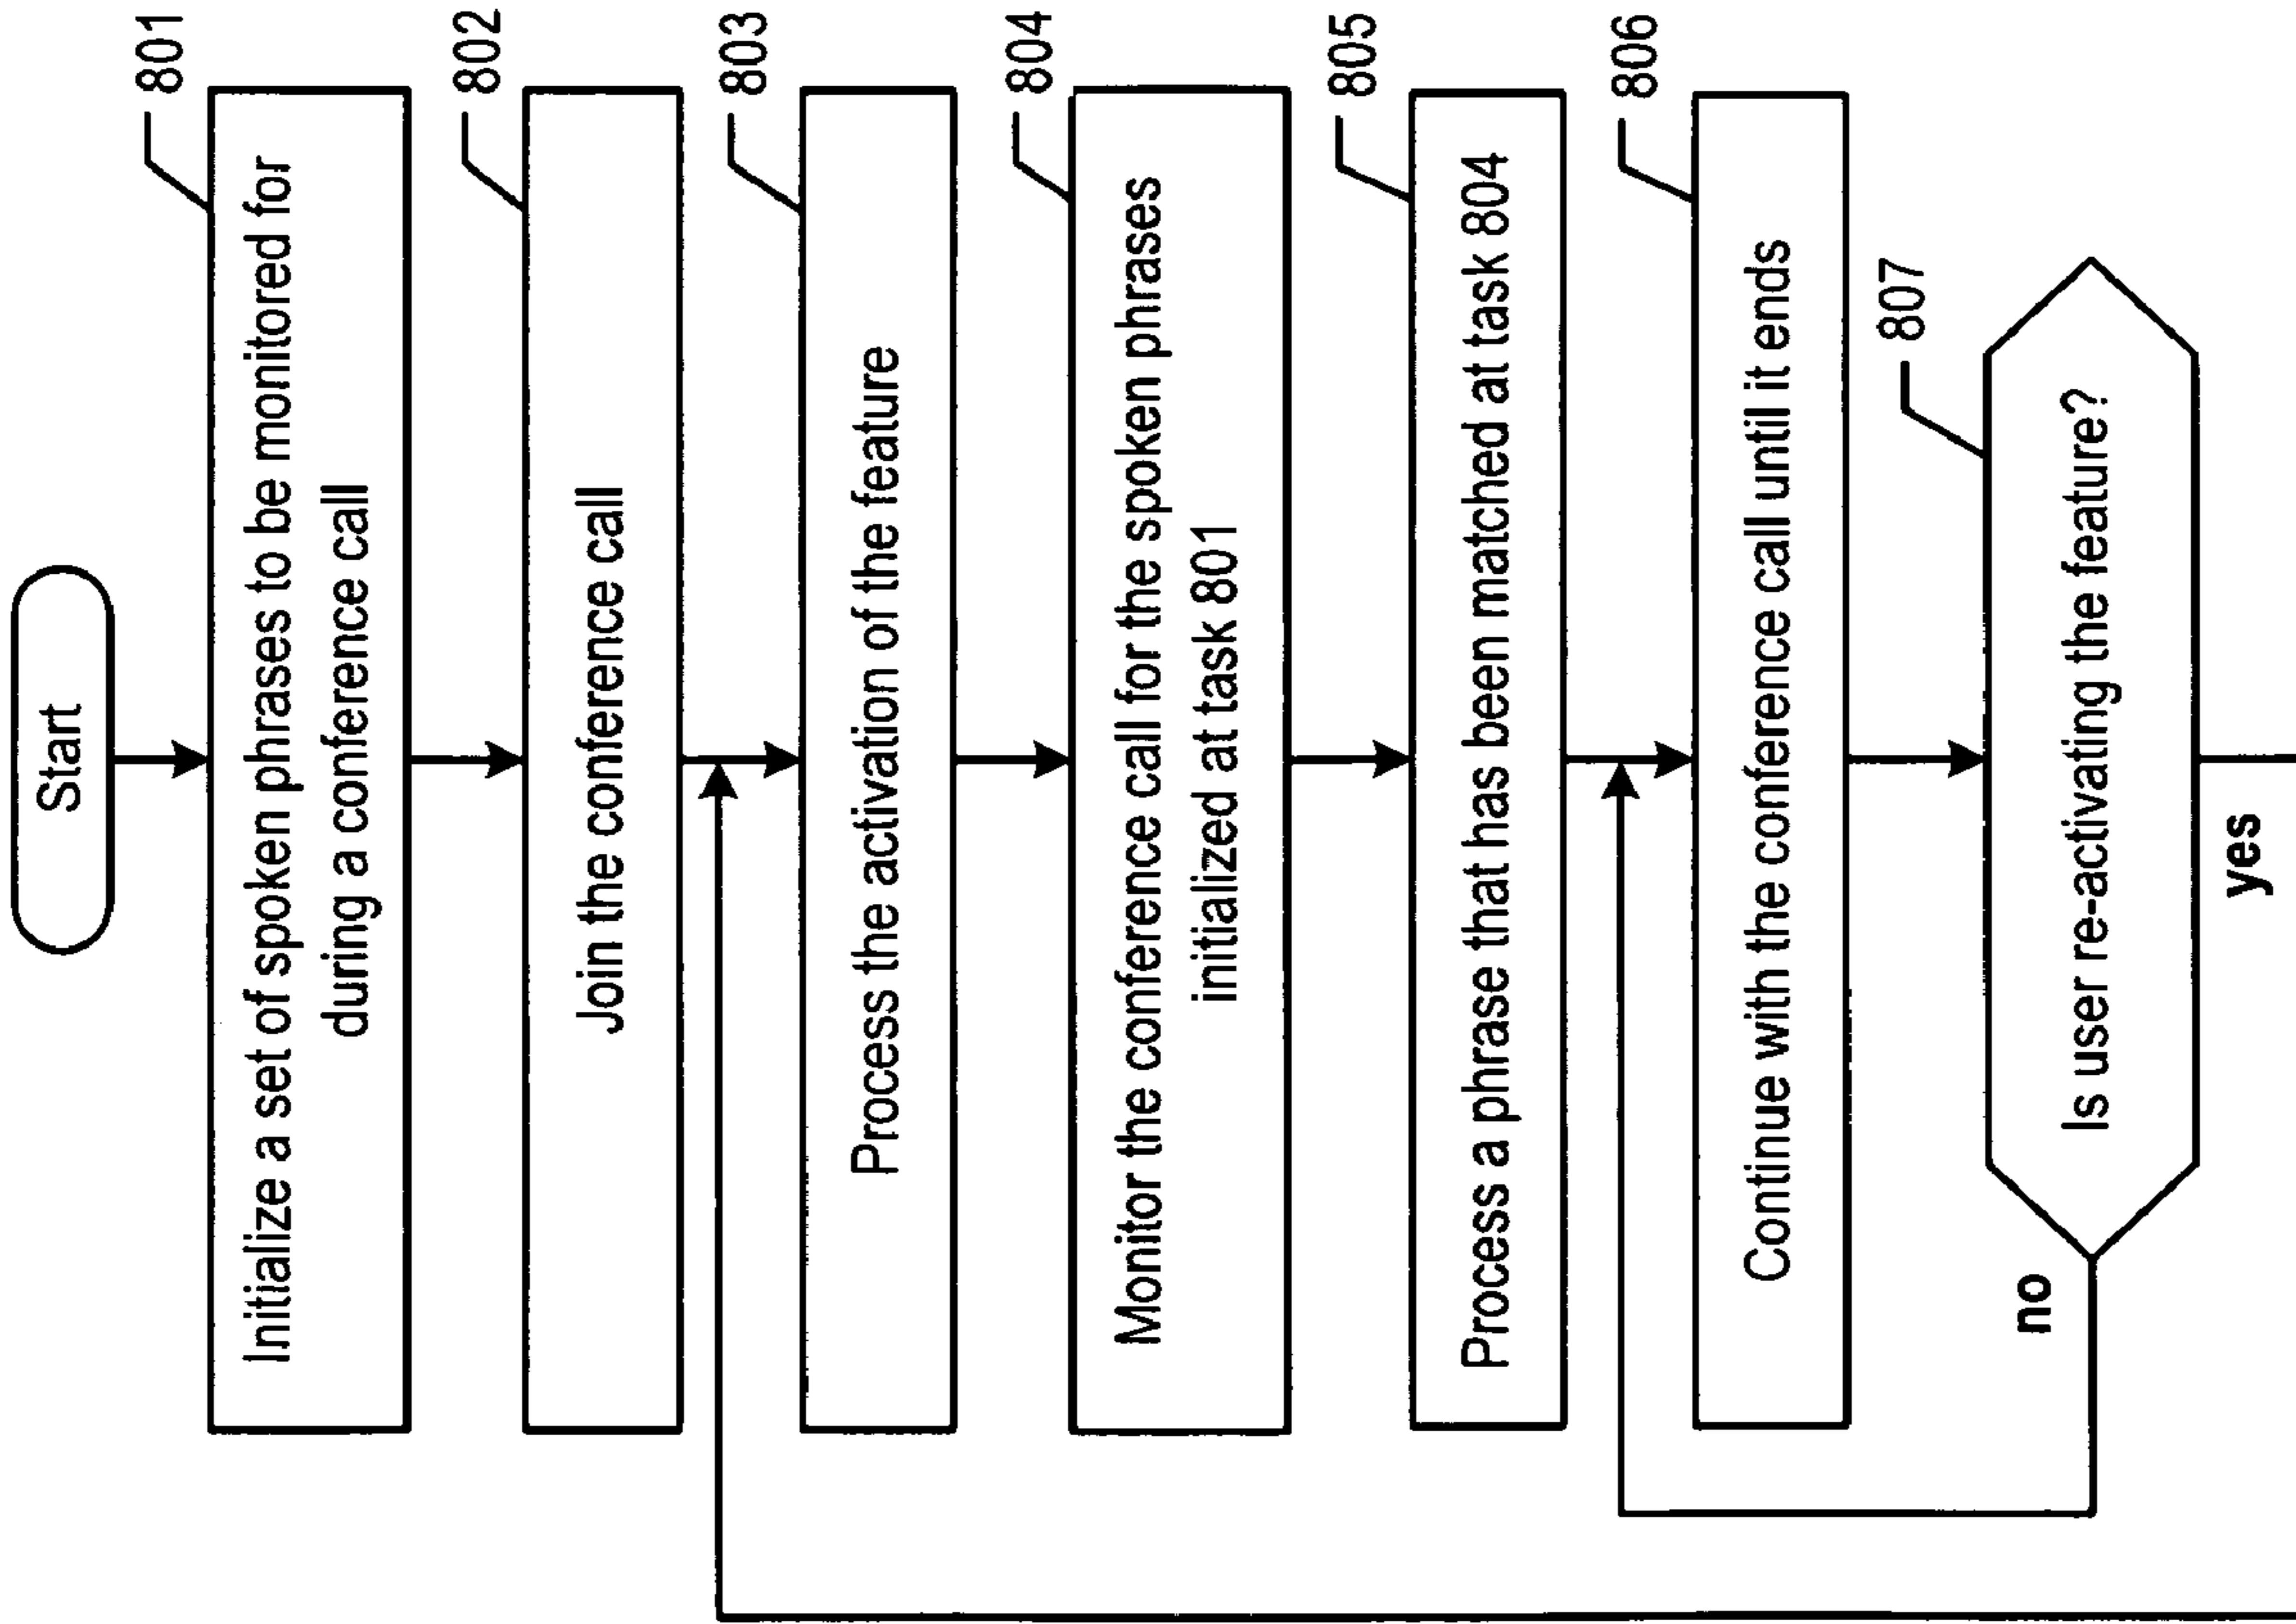 Start
801
Initialize a set of spoken phrases to be monitored for
during a conference call
802
Join the conference call
803
Process the activation of the feature
804
Monitor the conference call for the spoken phrases
initialized at task 801
805
Process a phrase that has been matched at task 804
806
Continue with the conference call until it ends
807
Is user re-activating the feature?
no
yes